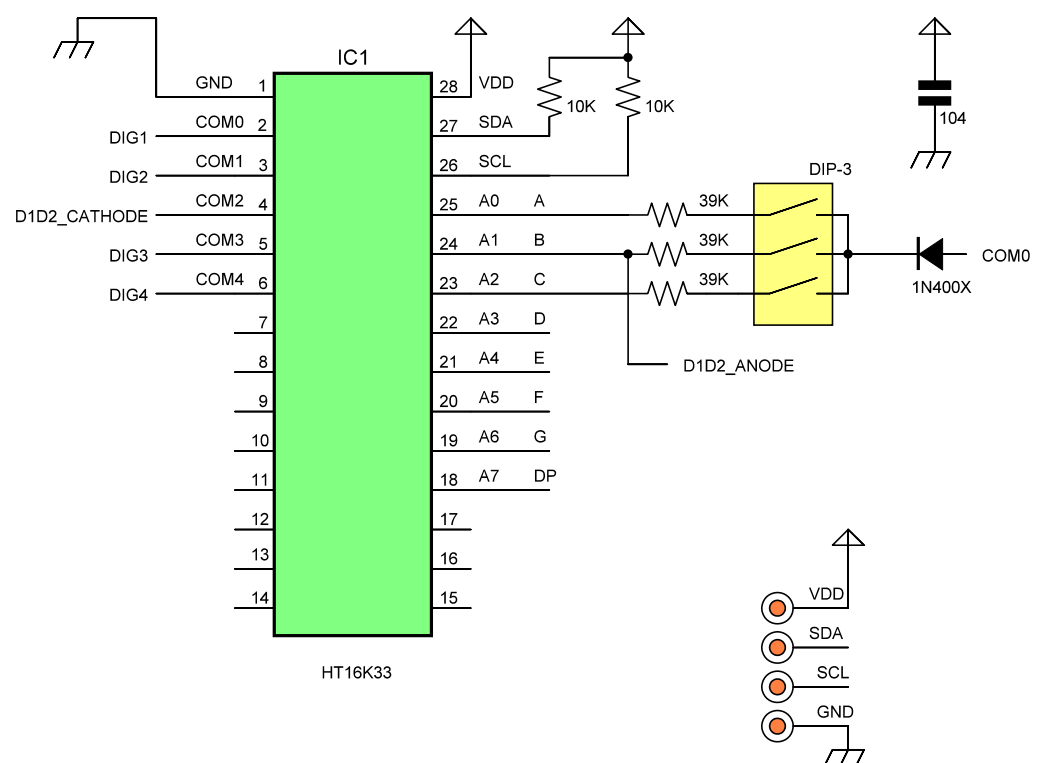 IC1
GND 1
28 VDD
10K
10K
104
COM0 2
27 SDA
DIG1
COM1 3
26 SCL
DIG2
DIP-3
COM2 4
25 A0 A
39K
D1D2_CATHODE
COM3 5
24 A1 B
39K
DIG3
COM0
COM4 6
23 A2 C
39K
1N400X
DIG4
7
22 A3 D
8
21 A4 E
D1D2_ANODE
9
20 A5 F
10
19 A6 G
11
18 A7 DP
12
17
13
16
14
15
HT16K33
VDD
SDA
SCL
GND